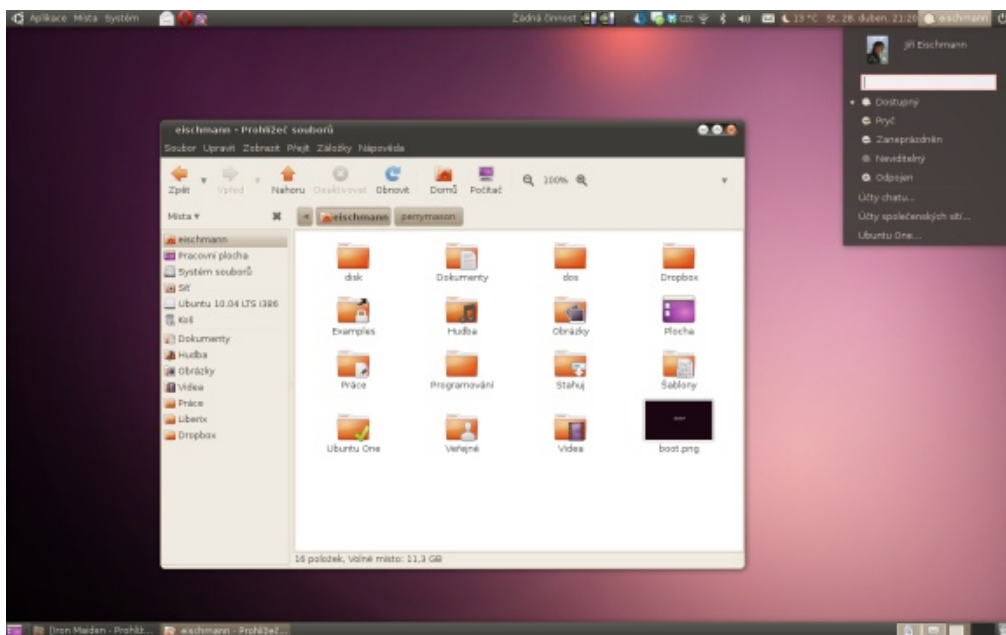 Aplikace Místa Systém
Žádná činnost
CZE
13 °C St. 28. duben, 21:20 eischmann
Jiří Eischmann
Dostupný
Pryč
Zaneprázdněn
Neviditelný
Odpojen
Účty chatu...
Účty společenských sítí...
Ubuntu One...
eischmann - Prohlížeč souborů
Soubor Upravit Zobrazit Přejít Záložky Nápověda
Zpět Vpřed Nahoru Deaktivovat Obnovit Domů Počítač 100%
Místa eischmann perrymason
eischmann
Pracovní plocha
Systém souborů
Síť
Ubuntu 10.04 LTS i386
Koš
Dokumenty
Hudba
Obrázky
Videa
Práce
Liberix
Dropbox
disk Dokumenty dos Dropbox
Examples Hudba Obrázky Plocha
Práce Programování Stahuj Šablony
Ubuntu One Veřejné Videa boot.png
16 položek, Volné místo: 11,3 GB
[Iron Maiden - Prohlíž... eischmann - Prohlížeč...